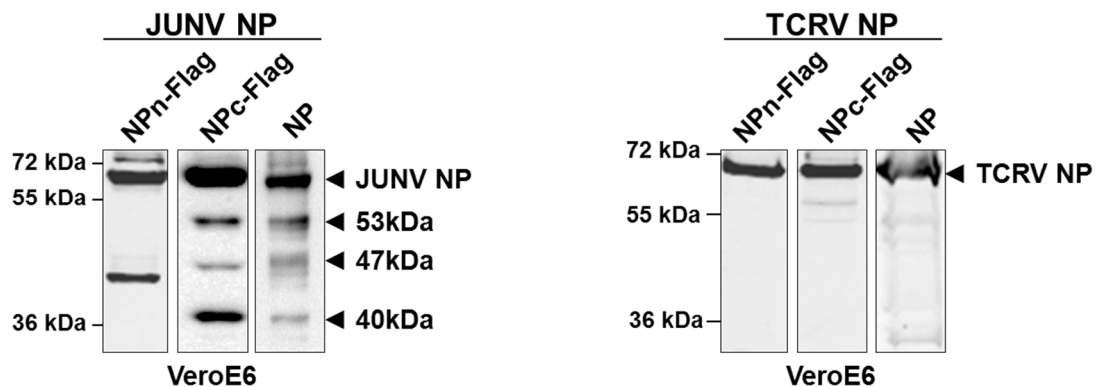 JUNV NP
NPn-Flag
NPc-Flag
NP
72 kDa
55 kDa
36 kDa
JUNV NP
53kDa
47kDa
40kDa
VeroE6
TCRV NP
NPn-Flag
NPc-Flag
NP
72 kDa
55 kDa
36 kDa
TCRV NP
VeroE6